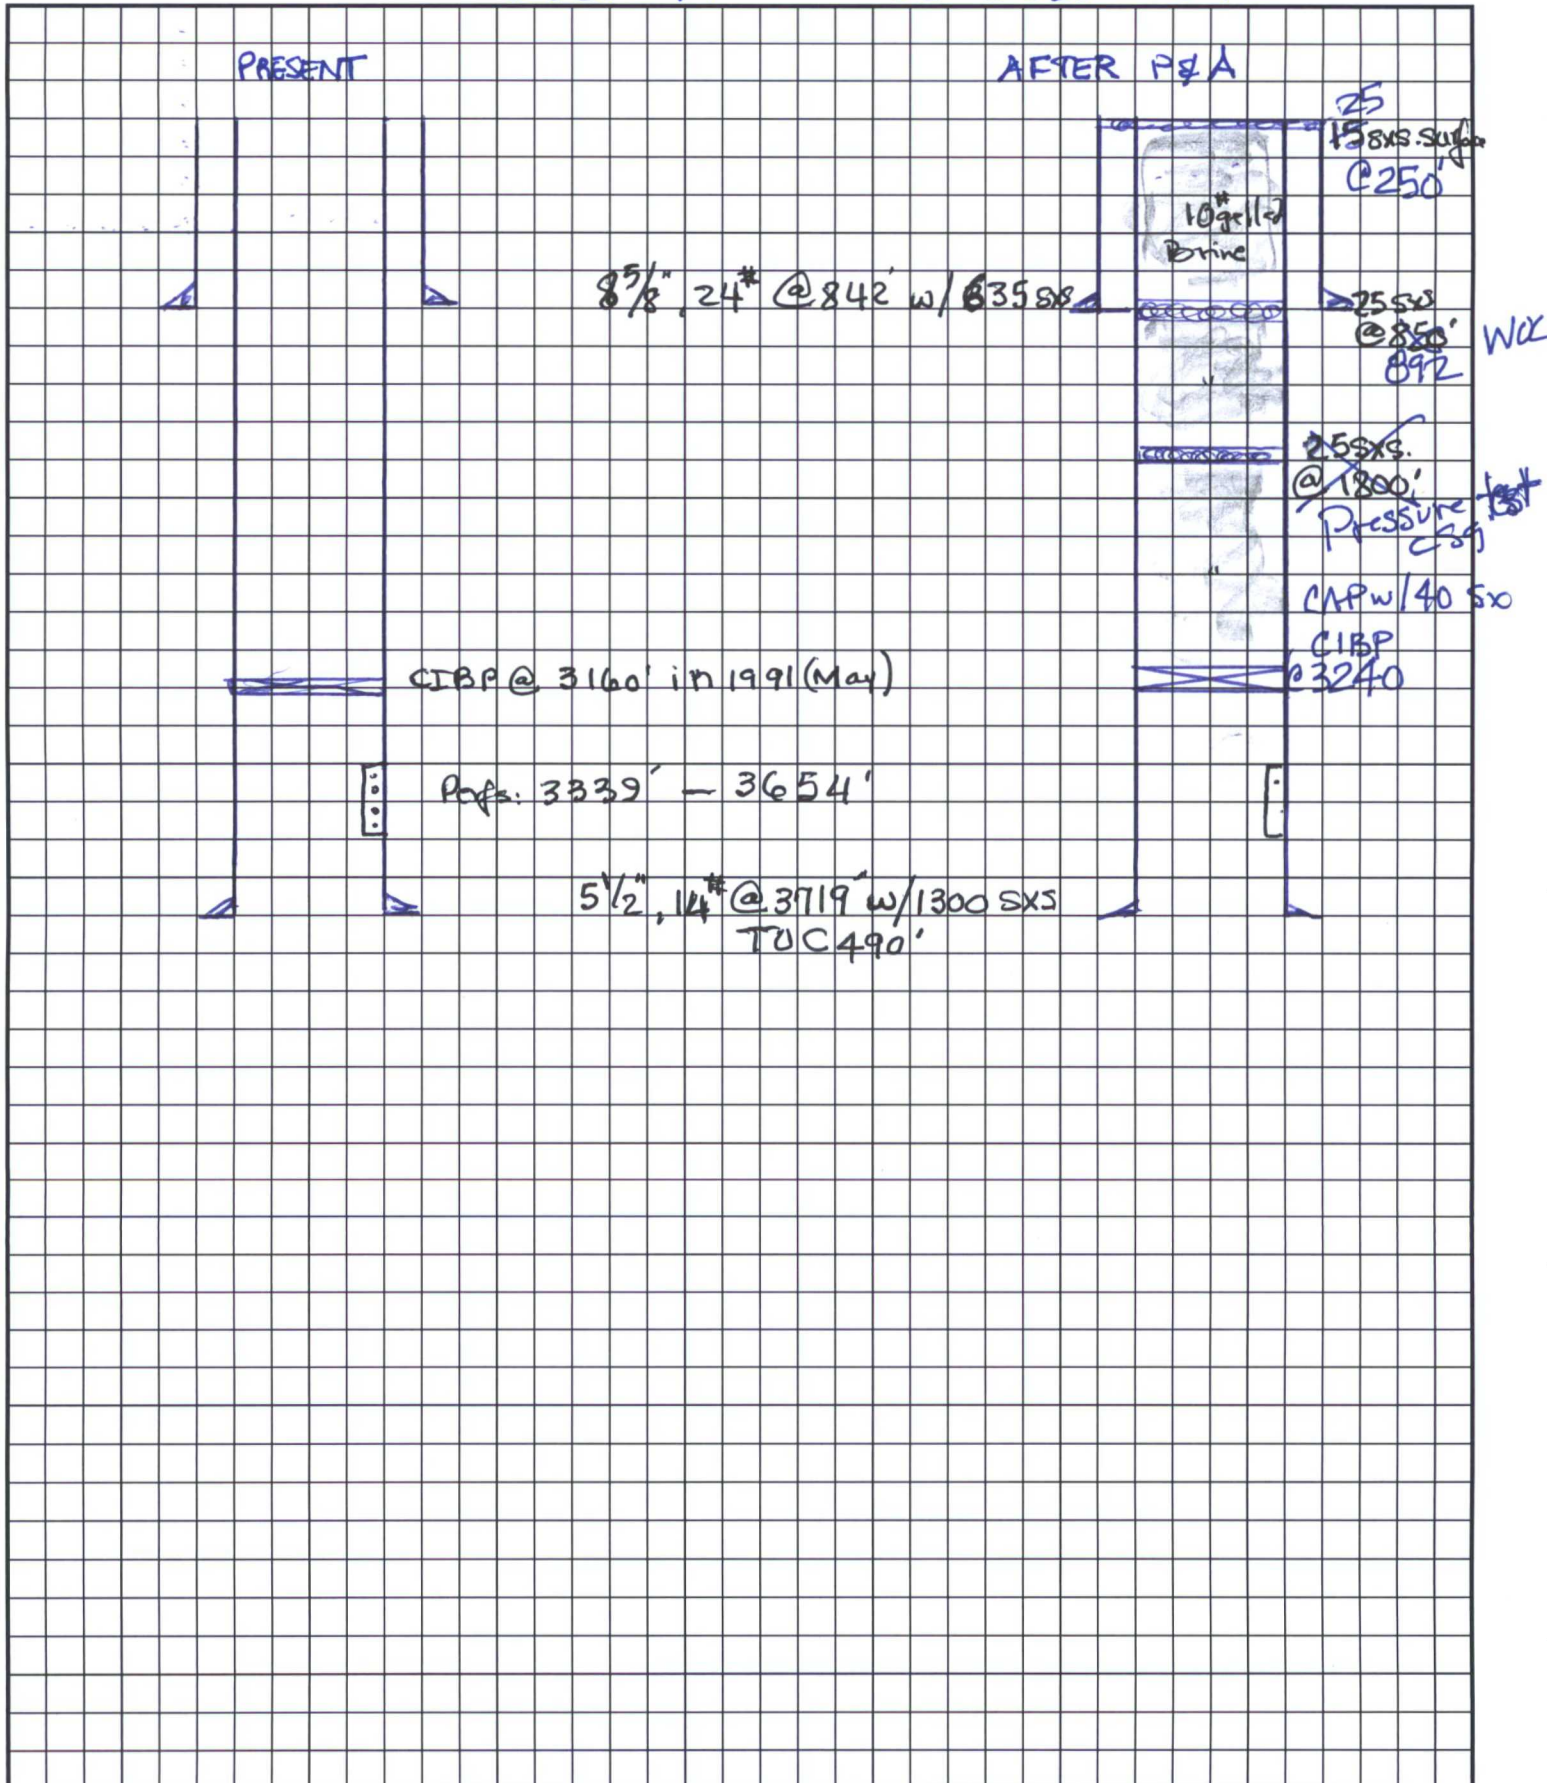 PRESENT
AFTER P&A
25
15 sxs. surface
@250'
10# gelled
Brine
8 5/8", 24# @ 842' w/ 635 sxs
25 sxs
@ 850' WOC
892
25 sxs.
@ 1800'
Pressure test
csg
"
"
CAP w/ 40 sx
CIBP
@ 3240
CIBP @ 3160' in 1991 (May)
Perfs: 3339' — 3654'
5 1/2", 14# @ 3719' w/ 1300 sxs
TOC 490'